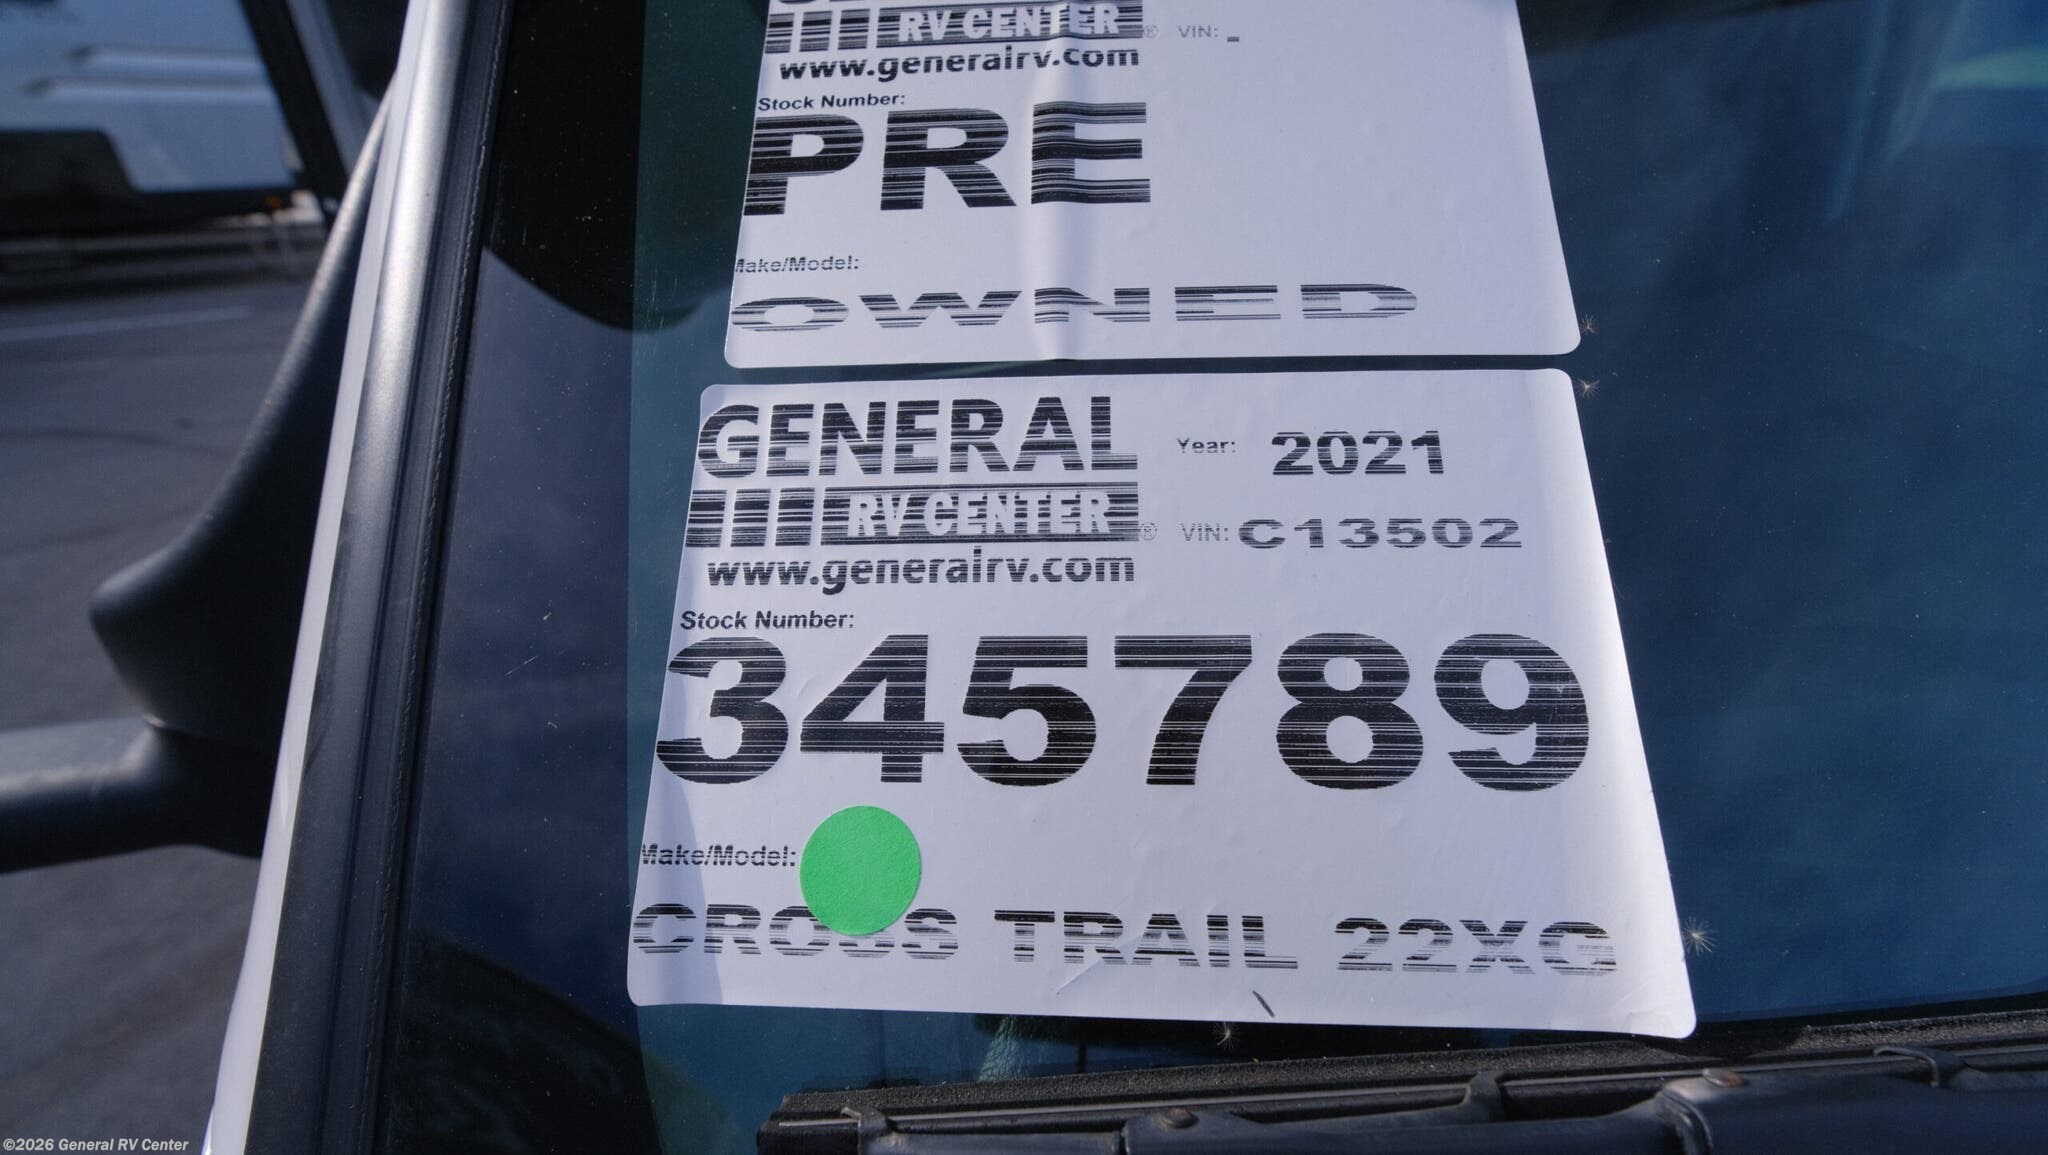 RV CENTER® VIN: -
www.generalrv.com
Stock Number:
PRE
Make/Model:
OWNED
GENERAL
RV CENTER®
www.generalrv.com
Year: 2021
VIN: C13502
Stock Number:
345789
Make/Model:
CROSS TRAIL 22XG
©2026 General RV Center